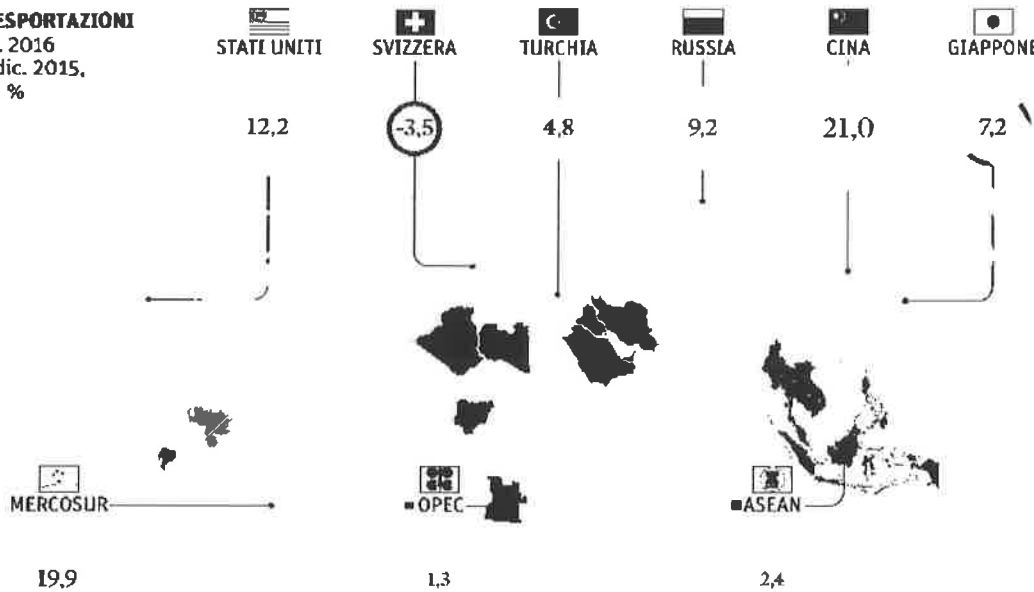 ESPORTAZIONI
. 2016
dic. 2015,
%
STATI UNITI SVIZZERA TURCHIA RUSSIA CINA GIAPPONE
12,2 -3,5 4,8 9,2 21,0 7,2
MERCOSUR OPEC ASEAN
19,9 1,3 2,4